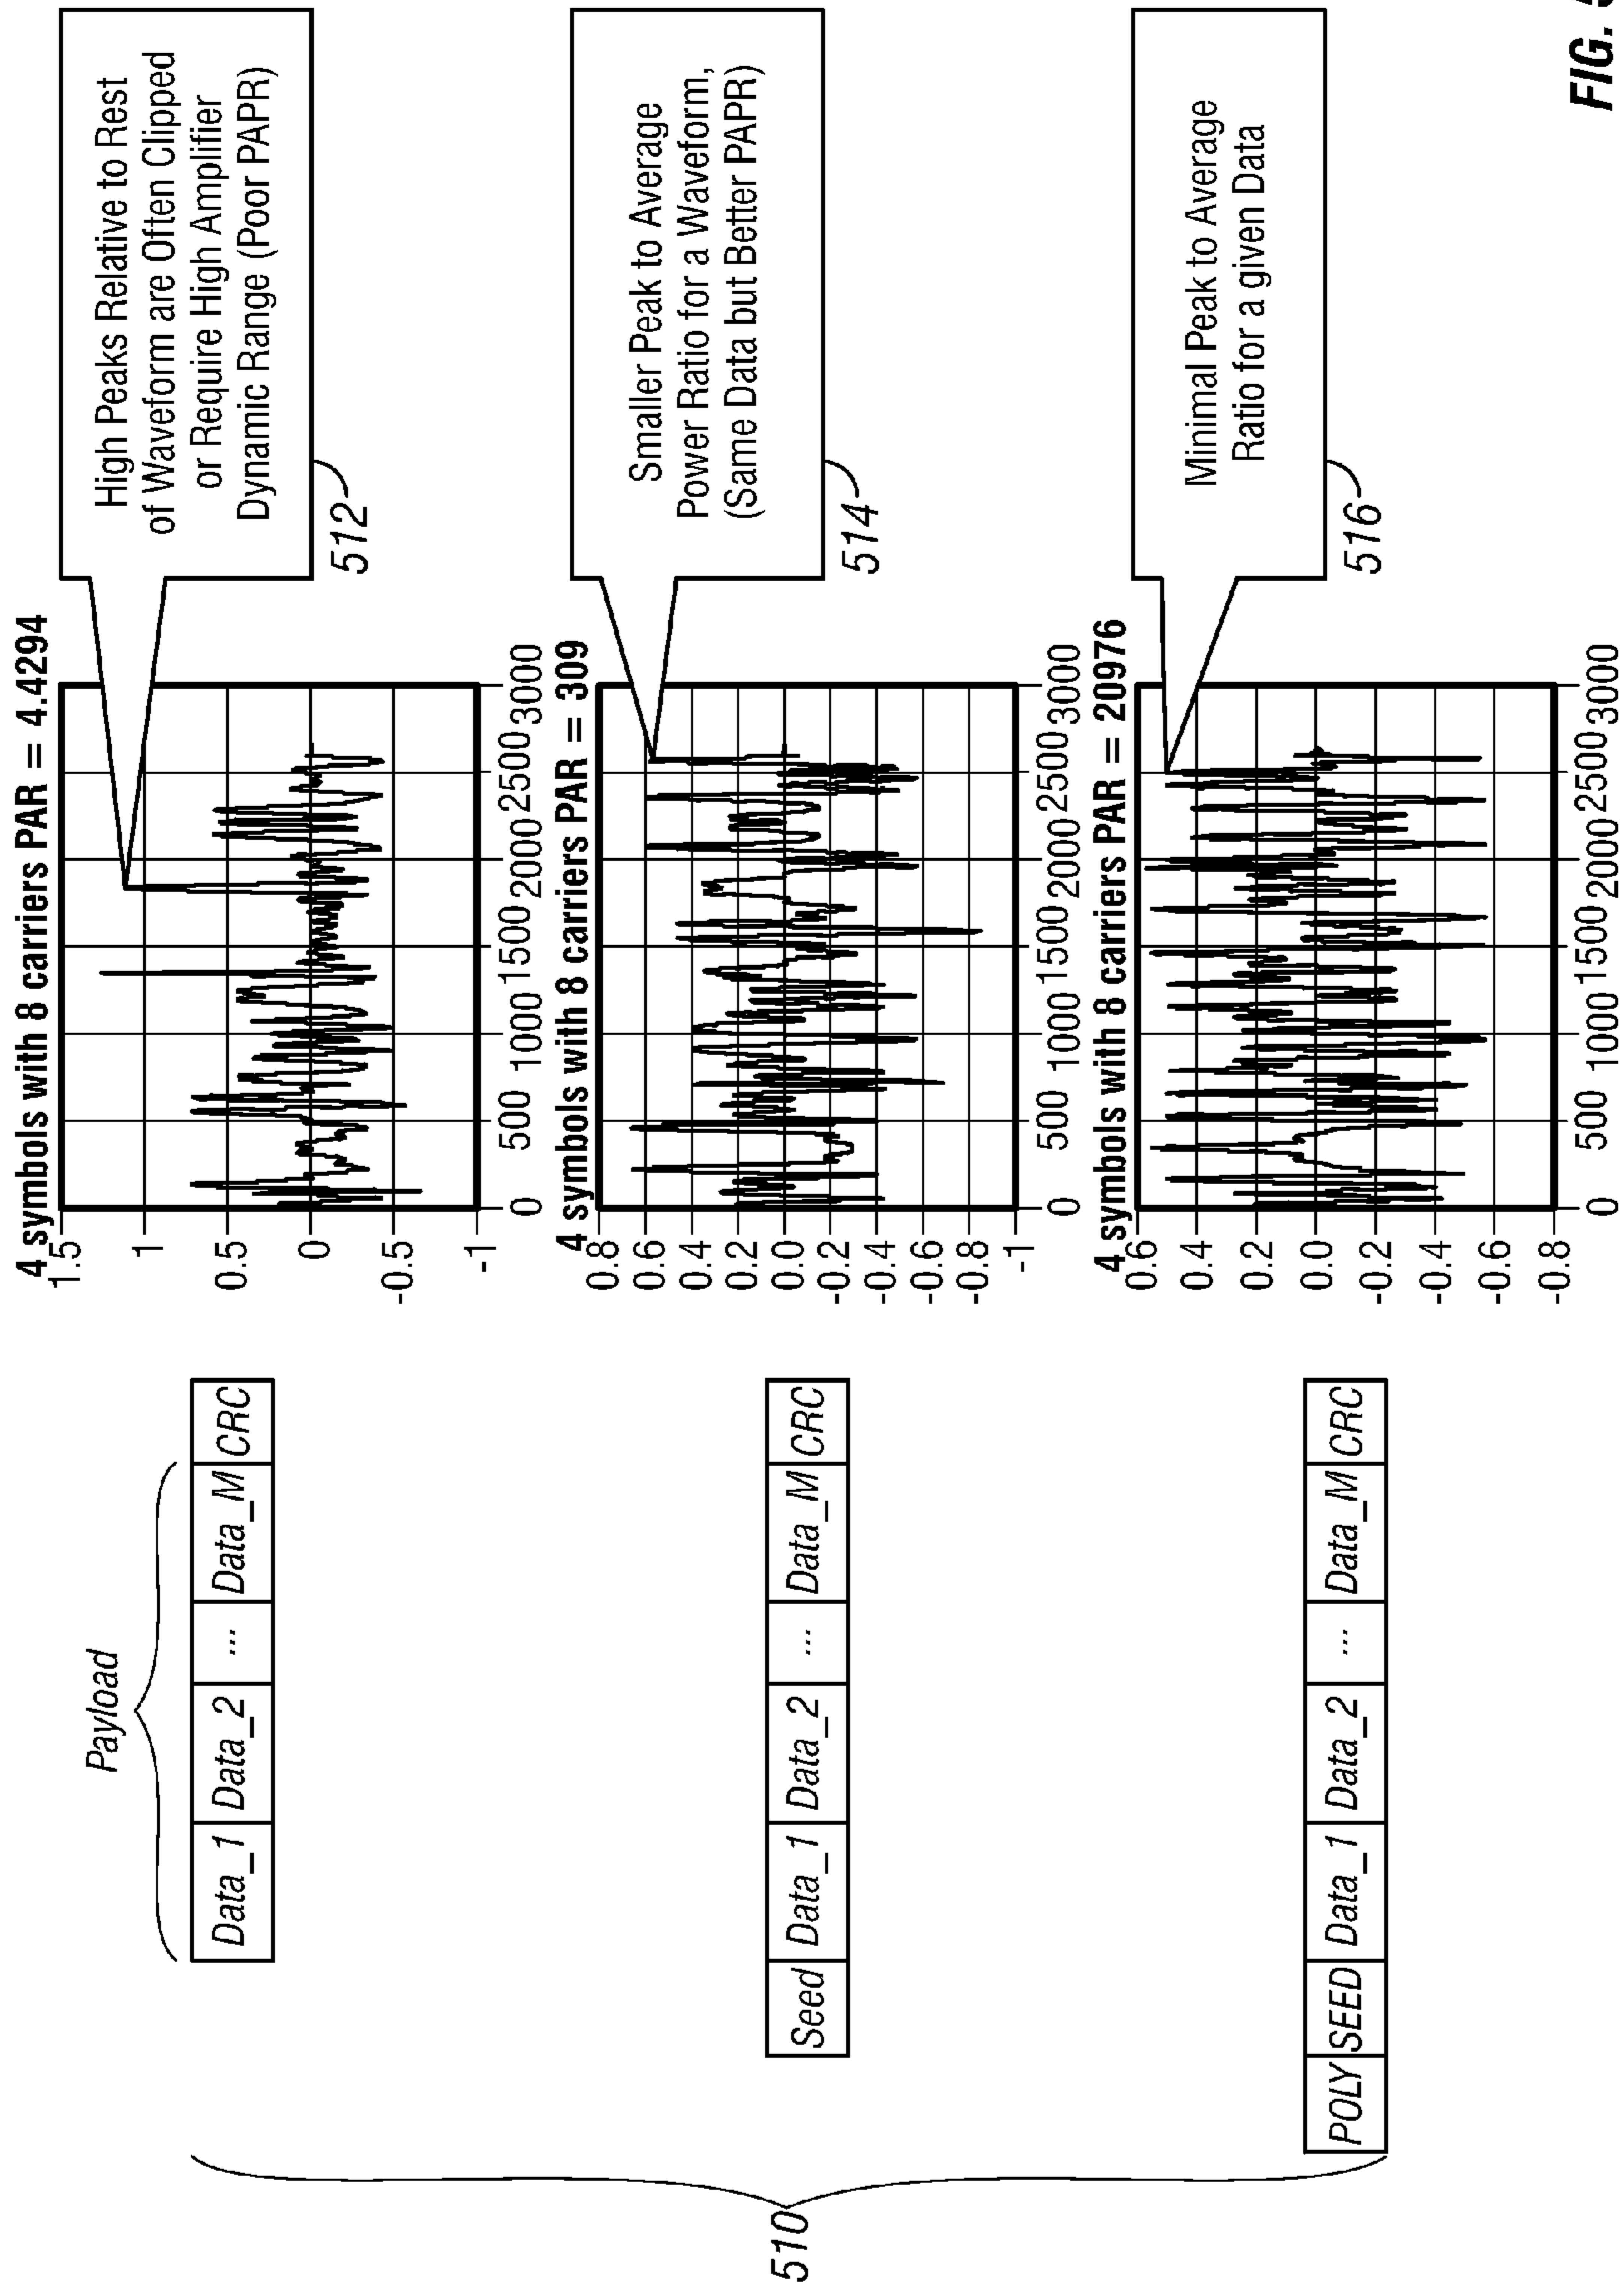 Payload
Data_1 Data_2 ... Data_M CRC
4 symbols with 8 carriers PAR = 4.4294
1.5
1
0.5
0
-0.5
-1
0 500 1000 1500 2000 2500 3000
High Peaks Relative to Rest
of Waveform are Often Clipped
or Require High Amplifier
Dynamic Range (Poor PAPR)
512
510
Seed Data_1 Data_2 ... Data_M CRC
4 symbols with 8 carriers PAR = 309
0.8
0.6
0.4
-0.2
-0.0
-0.2
-0.4
-0.6
-0.8
-1
0 500 1000 1500 2000 2500 3000
Smaller Peak to Average
Power Ratio for a Waveform,
(Same Data but Better PAPR)
514
POLY SEED Data_1 Data_2 ... Data_M CRC
4 symbols with 8 carriers PAR = 20976
0.6
-0.4
-0.2
-0.0
-0.2
-0.4
-0.6
-0.8
0 500 1000 1500 2000 2500 3000
Minimal Peak to Average
Ratio for a given Data
516
FIG.